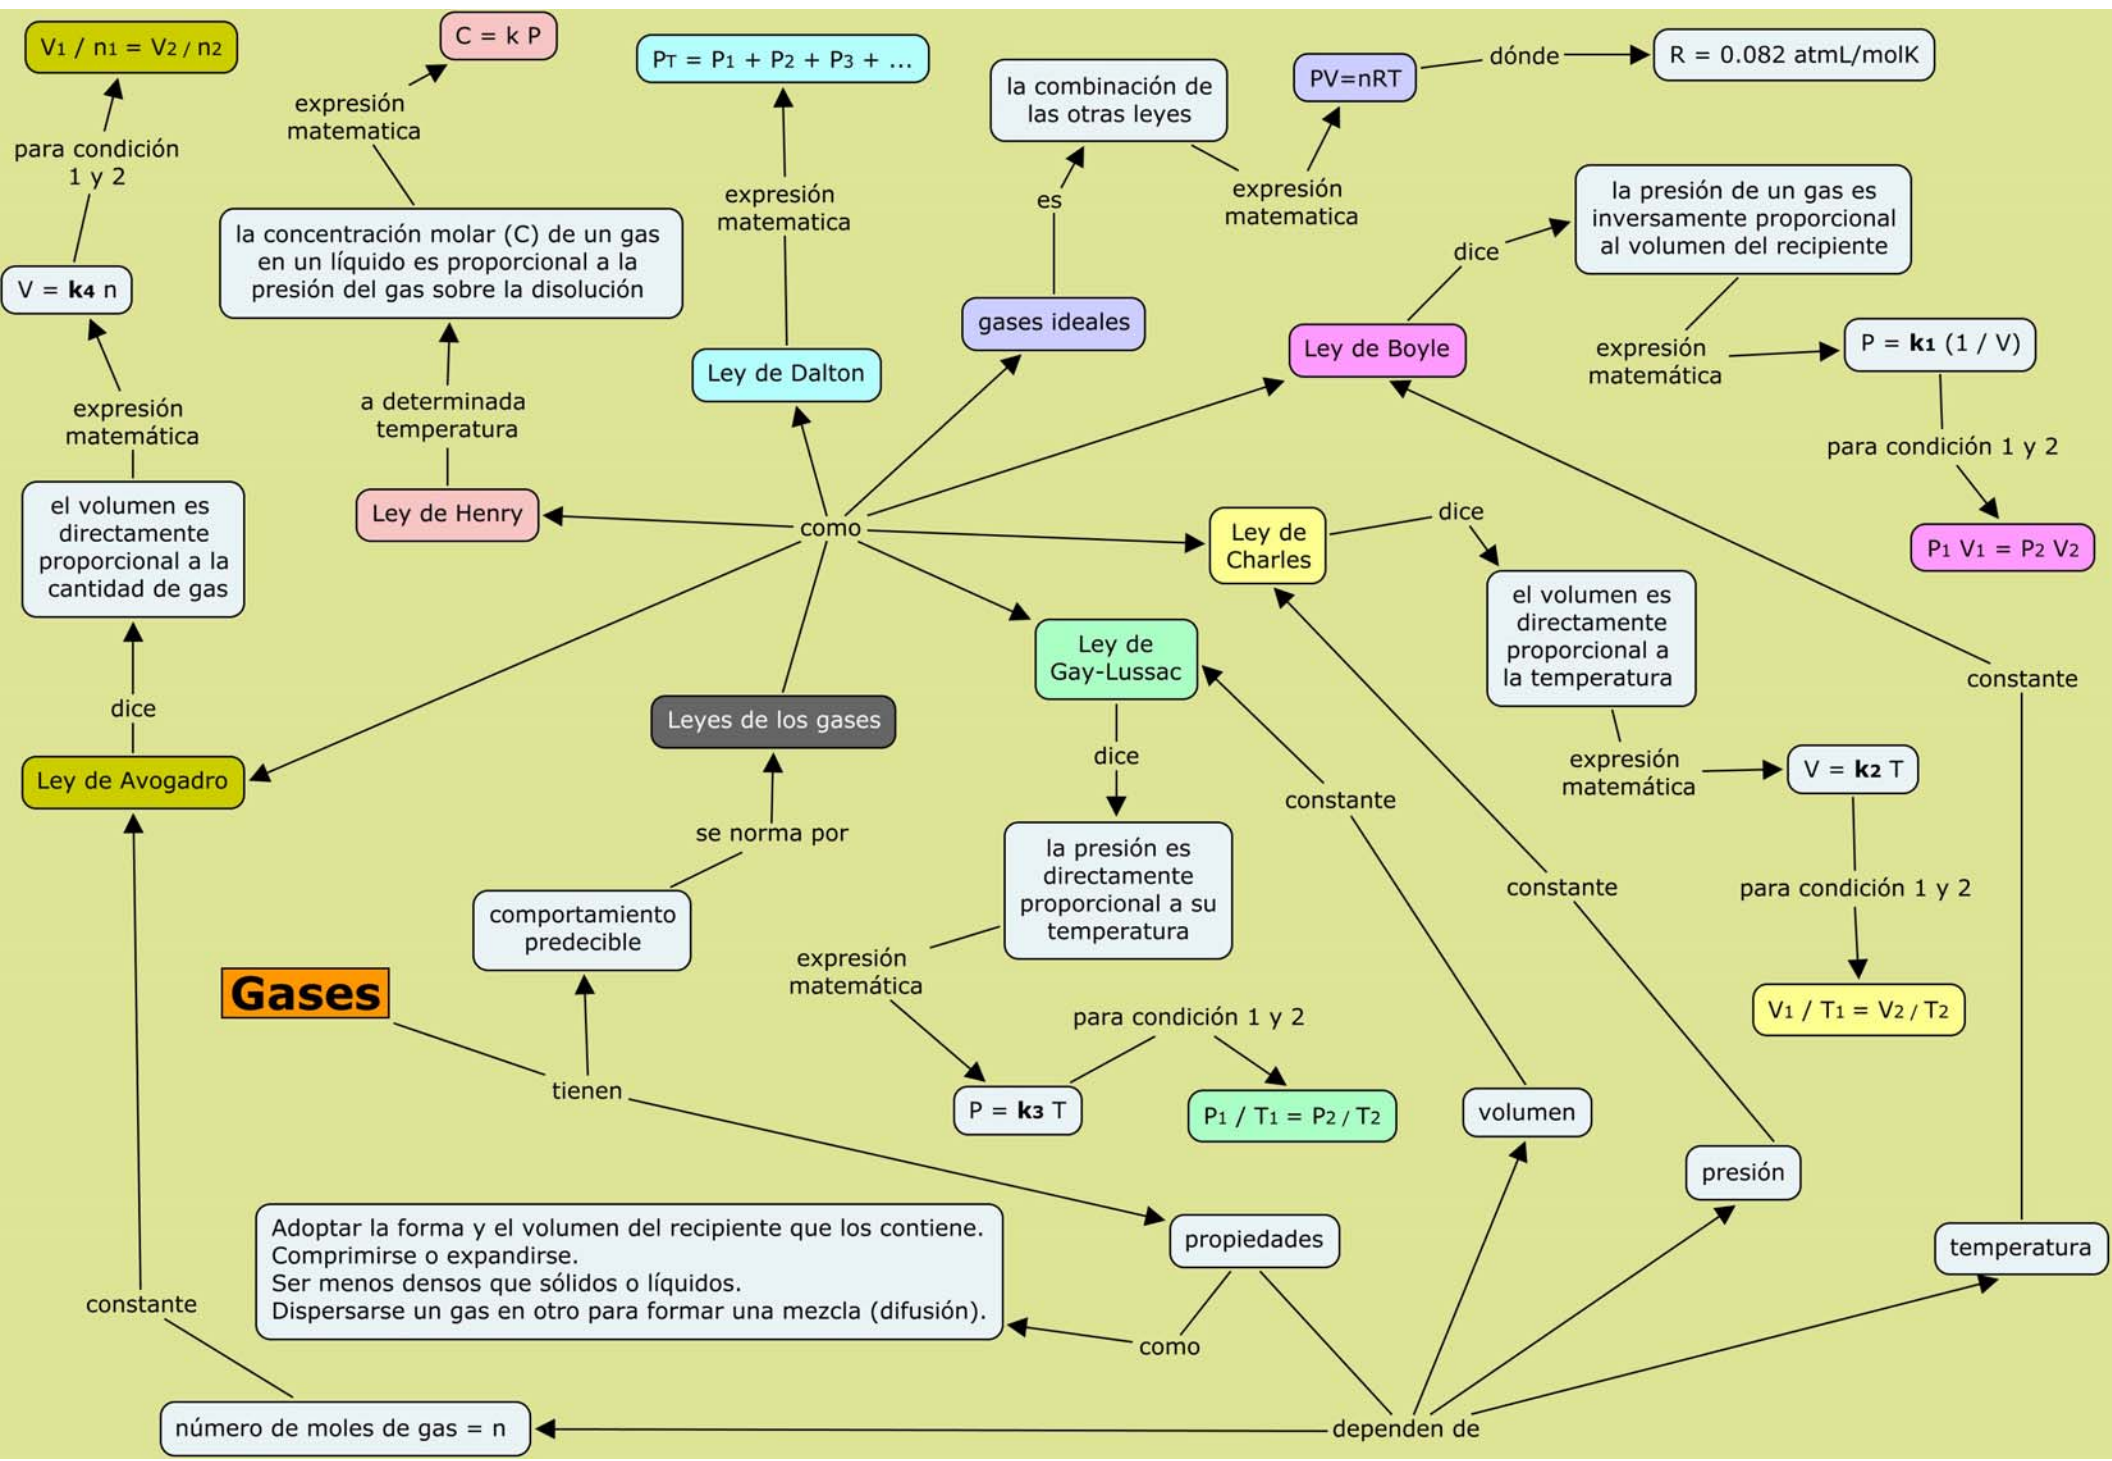 V1 / n1 = V2 / n2
C = k P
PT = P1 + P2 + P3 + ...
la combinación de
las otras leyes
PV=nRT
dónde
R = 0.082 atmL/molK
expresión
matematica
para condición
1 y 2
expresión
matematica
es
expresión
matematica
la presión de un gas es
inversamente proporcional
al volumen del recipiente
dice
la concentración molar (C) de un gas
en un líquido es proporcional a la
presión del gas sobre la disolución
V = k4 n
gases ideales
Ley de Boyle
expresión
matemática
P = k1 (1 / V)
Ley de Dalton
a determinada
temperatura
expresión
matemática
para condición 1 y 2
el volumen es
directamente
proporcional a la
cantidad de gas
Ley de Henry
como
Ley de
Charles
dice
P1 V1 = P2 V2
el volumen es
directamente
proporcional a
la temperatura
Ley de
Gay-Lussac
constante
dice
Leyes de los gases
dice
Ley de Avogadro
expresión
matemática
V = k2 T
constante
se norma por
la presión es
directamente
proporcional a su
temperatura
constante
para condición 1 y 2
comportamiento
predecible
expresión
matemática
Gases
para condición 1 y 2
V1 / T1 = V2 / T2
tienen
P = k3 T
P1 / T1 = P2 / T2
volumen
presión
Adoptar la forma y el volumen del recipiente que los contiene.
Comprimirse o expandirse.
Ser menos densos que sólidos o líquidos.
Dispersarse un gas en otro para formar una mezcla (difusión).
propiedades
temperatura
constante
como
número de moles de gas = n
dependen de